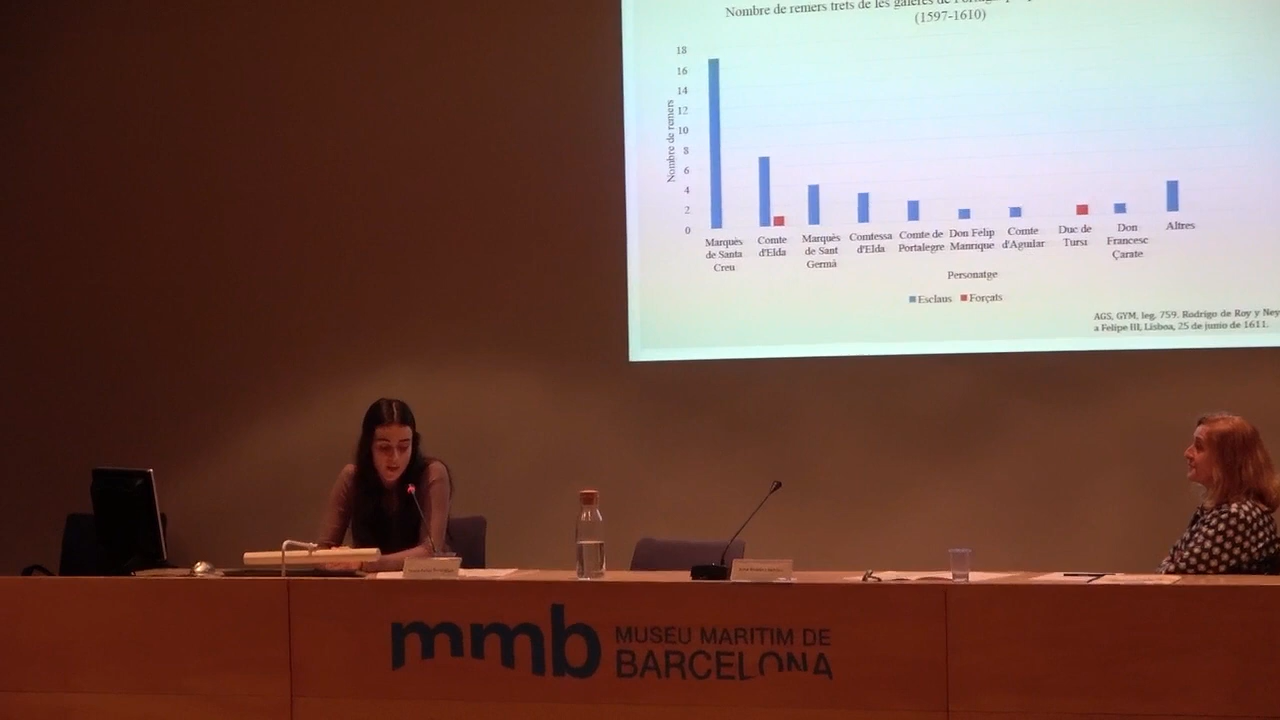 Nombre de remers trets de les galeres de
(1597-1610)
Nombre de remers
18
16
14
12
10
8
6
4
2
0
Marquès
de Santa
Creu
Comte
d'Elda
Marquès
de Sant
Germà
Comtessa
d'Elda
Comte de
Portalegre
Don Felip
Manrique
Comte
d'Aguilar
Duc de
Tursi
Don
Francesc
Çarate
Altres
Personatge
Esclaus
Forçats
AGS, GYM, leg. 759. Rodrigo de Roy y Ney
a Felipe III, Lisboa, 25 de junio de 1611.
mmb
MUSEU MARITIM DE
BARCELONA